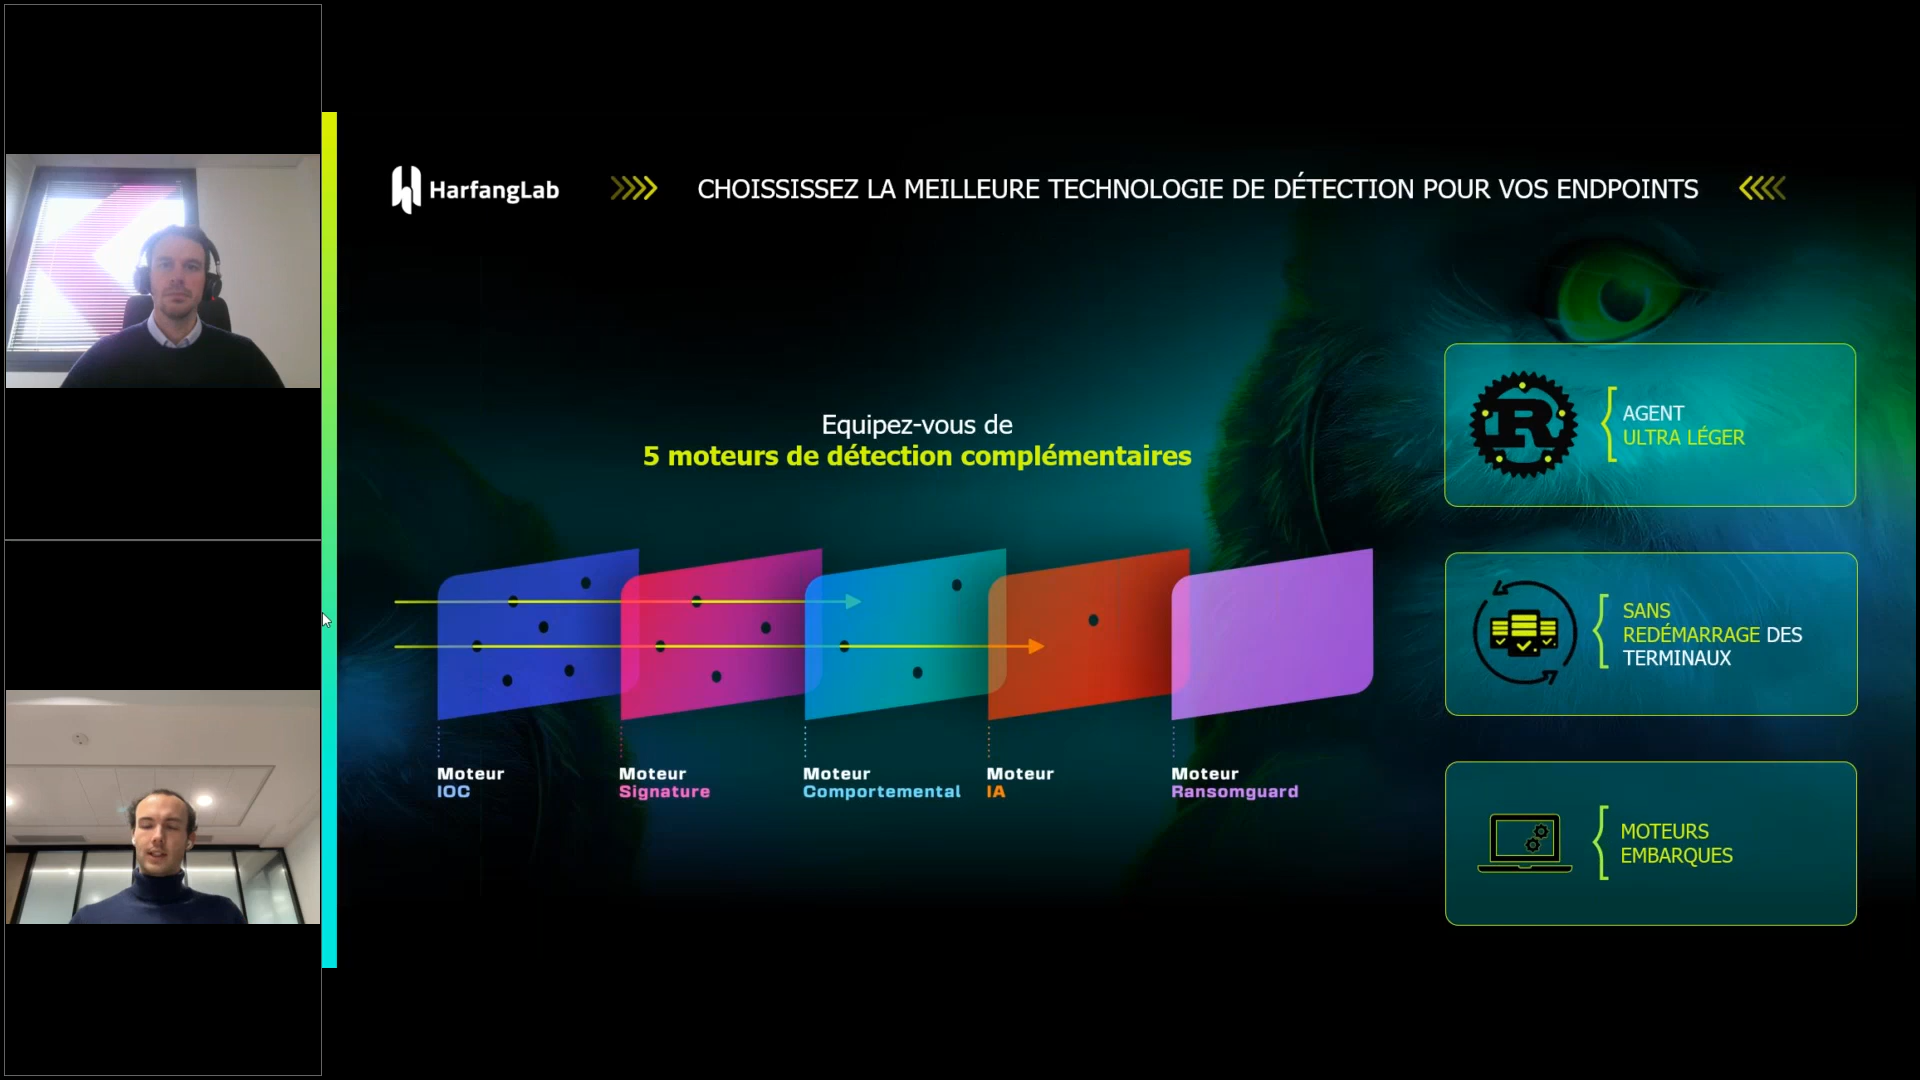 HarfangLab
CHOISSISSEZ LA MEILLEURE TECHNOLOGIE DE DÉTECTION POUR VOS ENDPOINTS
Equipez-vous de
5 moteurs de détection complémentaires
Moteur
IOC
Moteur
Signature
Moteur
Comportemental
Moteur
IA
Moteur
Ransomguard
R
AGENT
ULTRA LÉGER
SANS
REDÉMARRAGE DES
TERMINAUX
MOTEURS
EMBARQUES